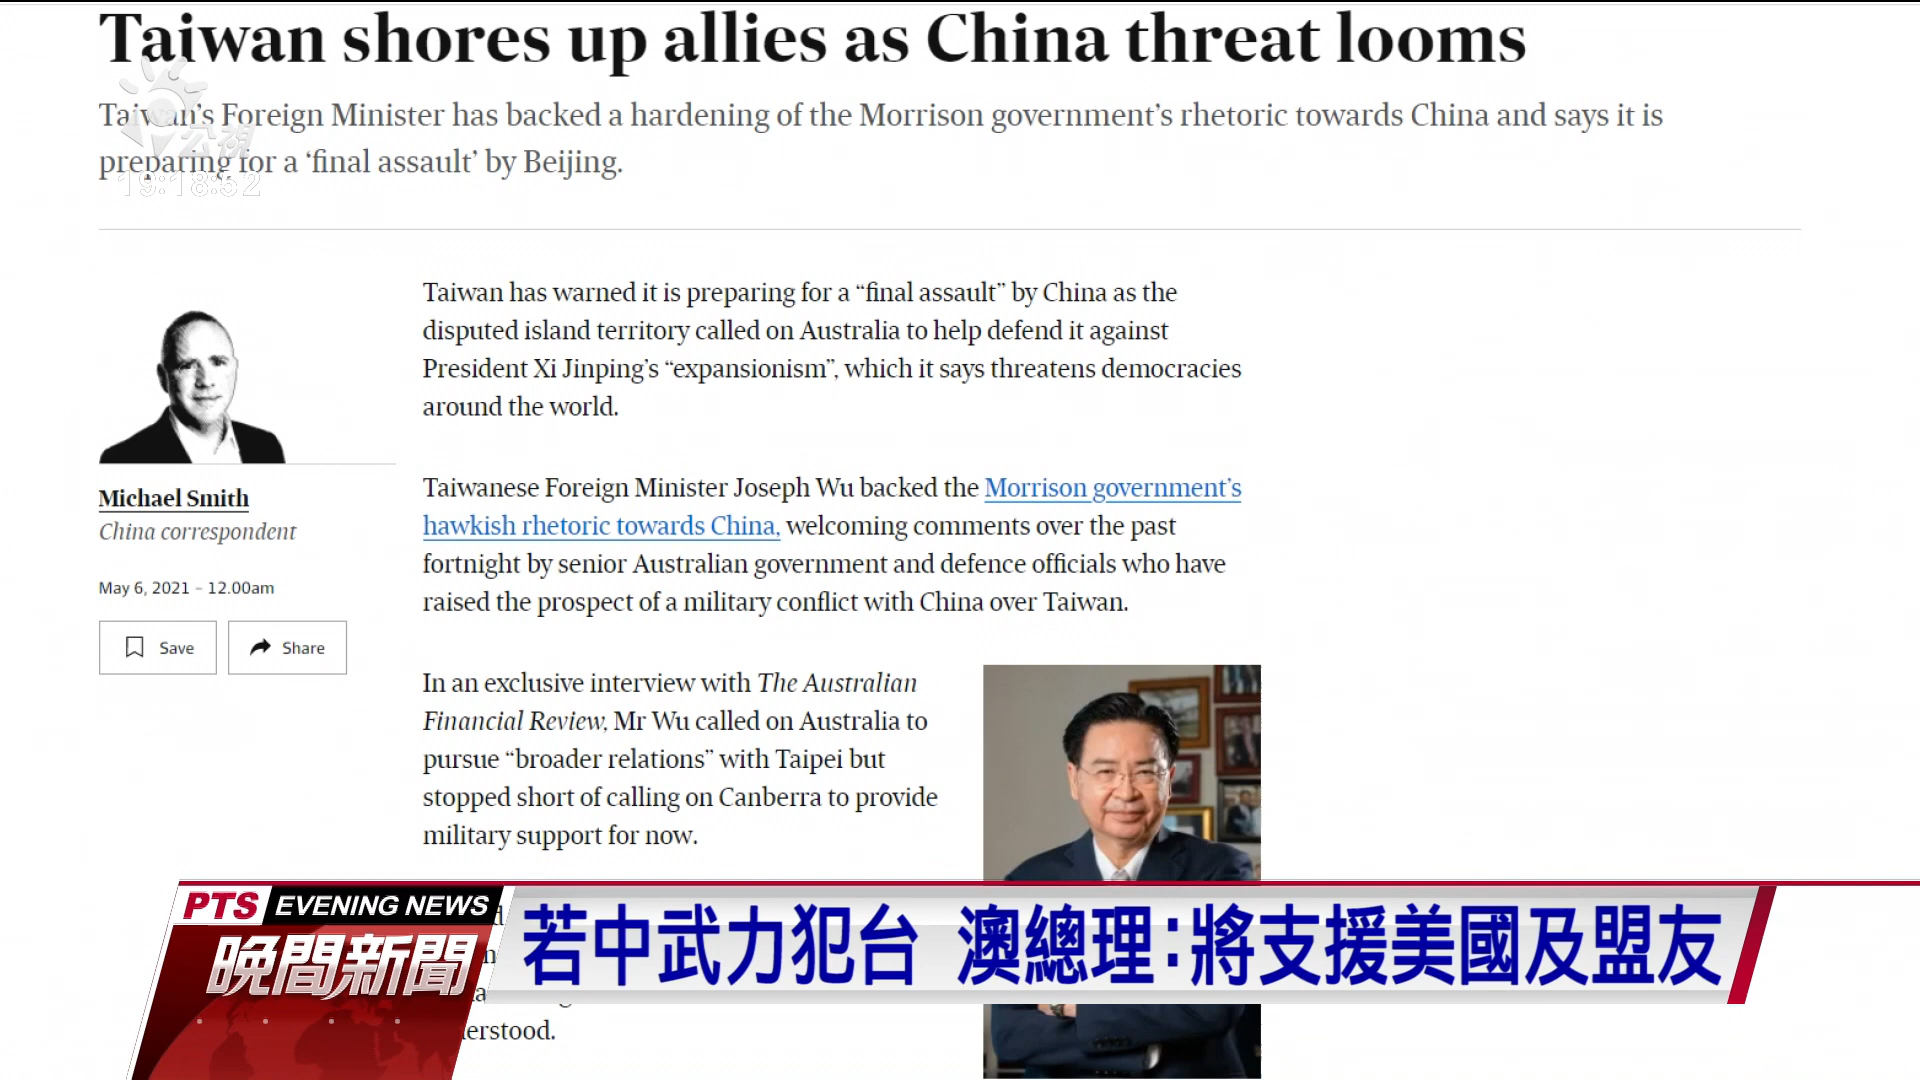 Taiwan shores up allies as China threat looms
Taiwan's Foreign Minister has backed a hardening of the Morrison government's rhetoric towards China and says it is
preparing for a 'final assault' by Beijing.
公視
19:18:52
Taiwan has warned it is preparing for a “final assault” by China as the
disputed island territory called on Australia to help defend it against
President Xi Jinping's “expansionism”, which it says threatens democracies
around the world.
Michael Smith
China correspondent
May 6, 2021 – 12.00am
Save
Share
Taiwanese Foreign Minister Joseph Wu backed the Morrison government's
hawkish rhetoric towards China, welcoming comments over the past
fortnight by senior Australian government and defence officials who have
raised the prospect of a military conflict with China over Taiwan.
In an exclusive interview with The Australian
Financial Review, Mr Wu called on Australia to
pursue “broader relations” with Taipei but
stopped short of calling on Canberra to provide
military support for now.
PTS EVENING NEWS
晚間新聞
若中武力犯台 澳總理:將支援美國及盟友
erstood.